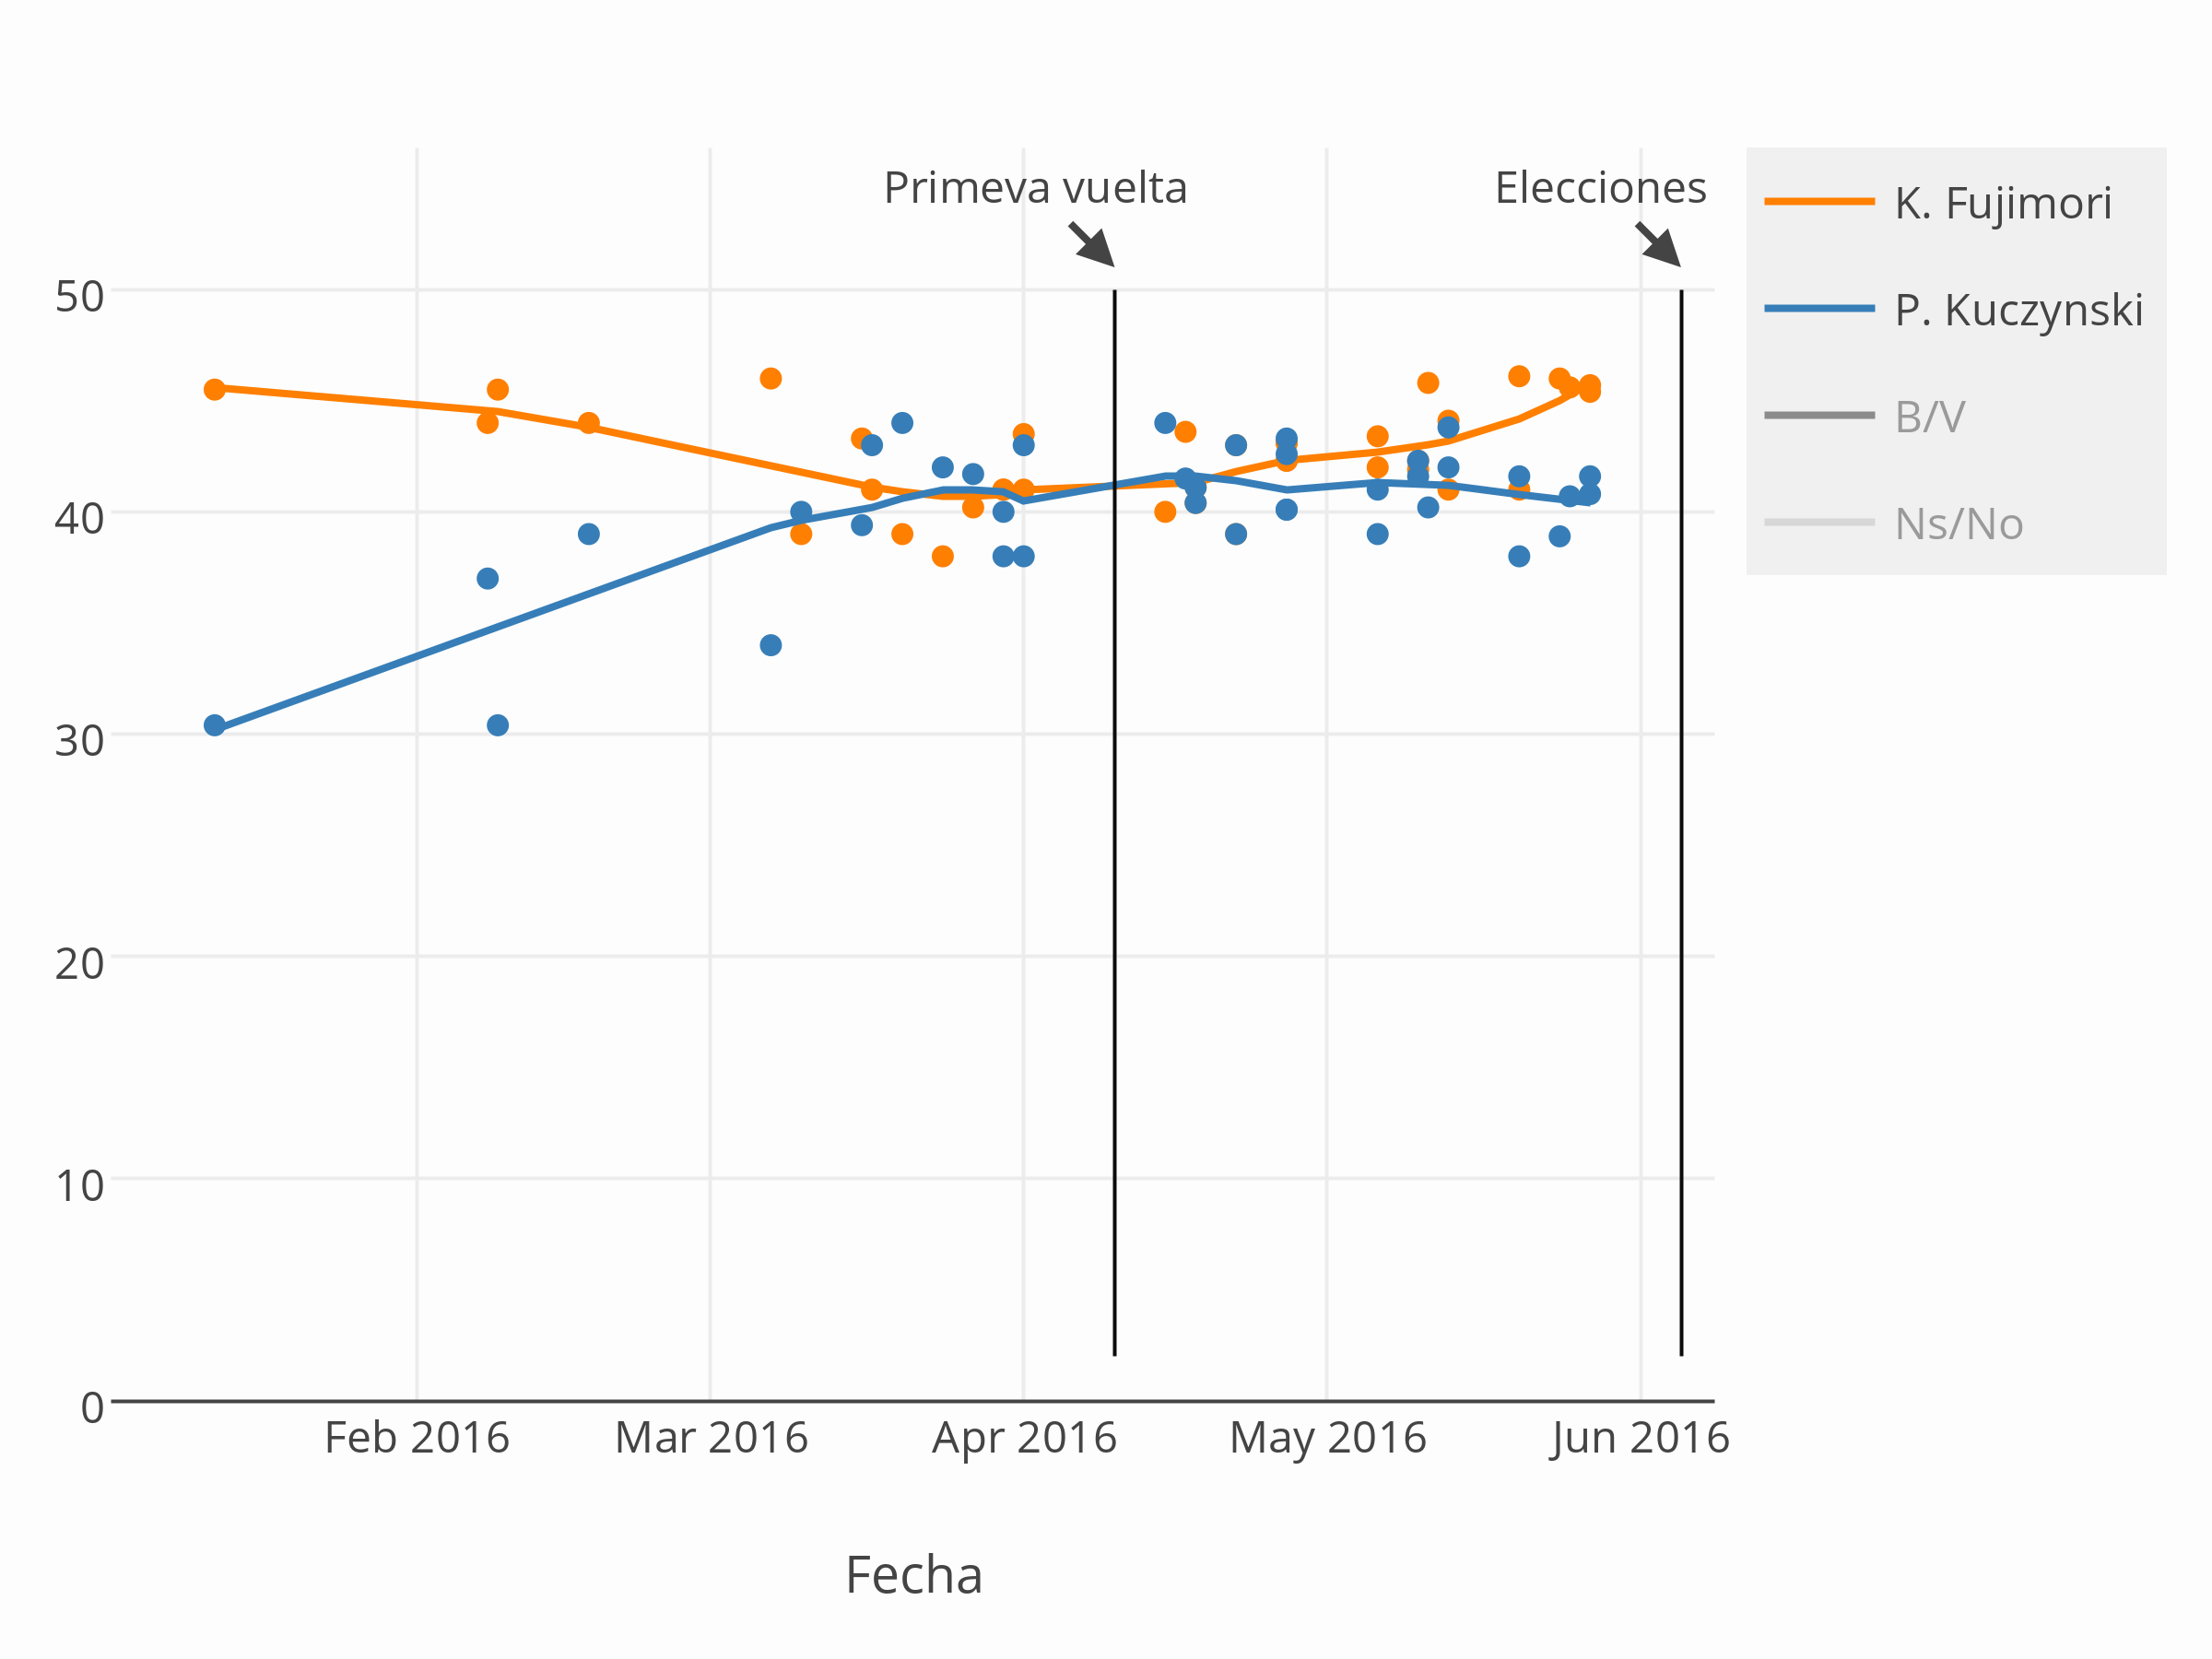 Primeva vuelta
Elecciones
K. Fujimori
P. Kuczynski
B/V
Ns/No
50
40
30
20
10
0
Feb 2016
Mar 2016
Apr 2016
May 2016
Jun 2016
Fecha